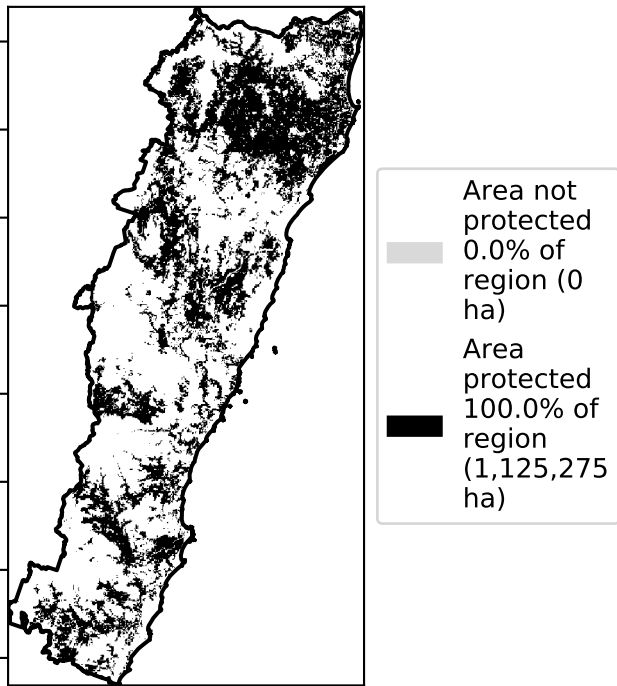 Area not
protected
0.0% of
region (0
ha)
Area
protected
100.0% of
region
(1,125,275
ha)